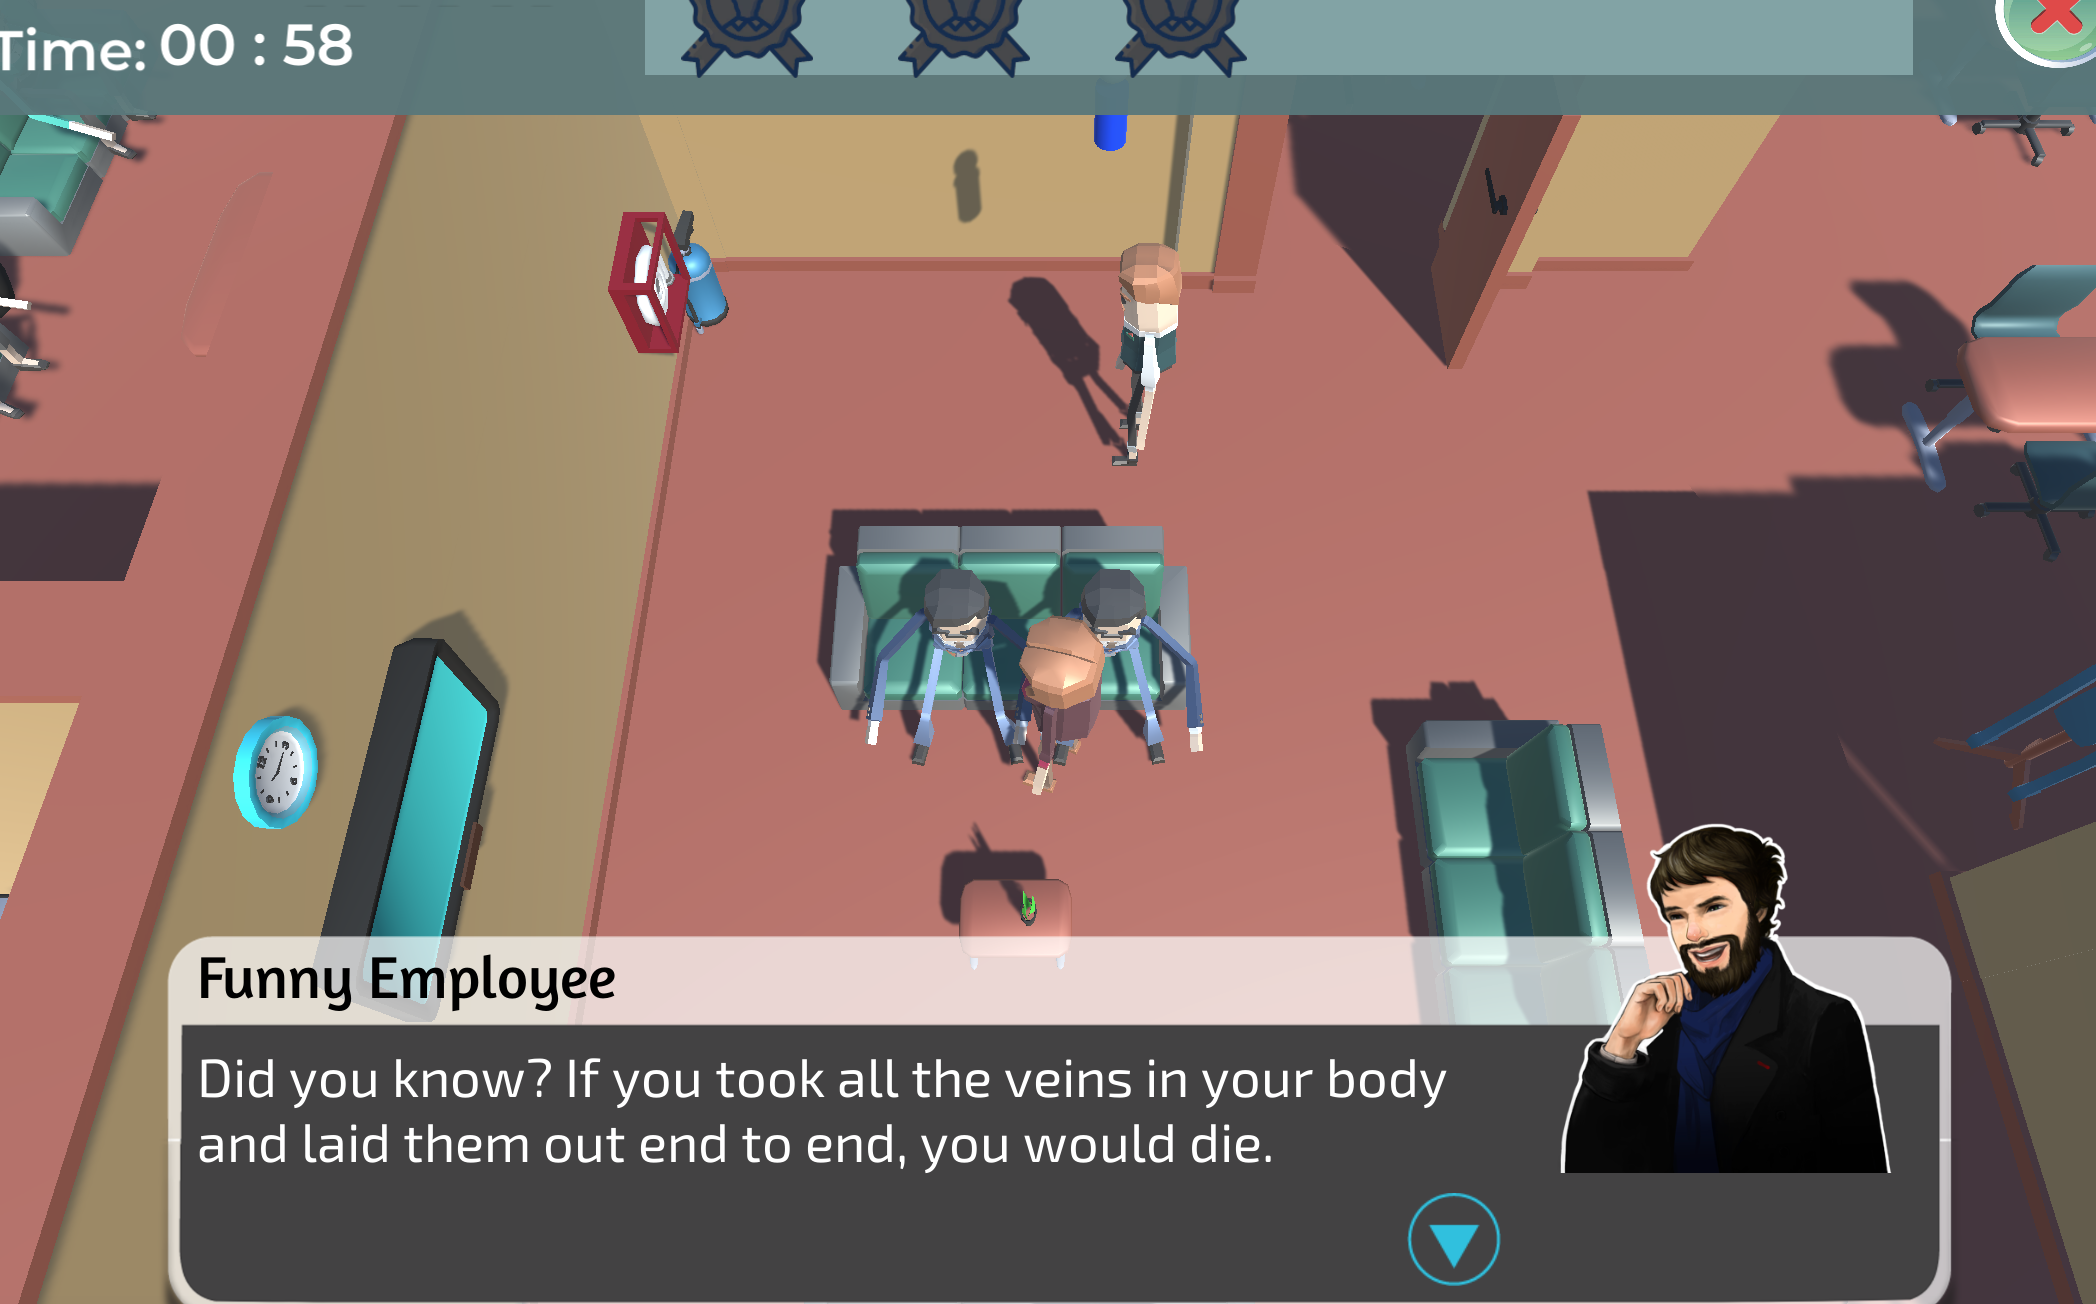 Time: 00 : 58
Funny Employee
Did you know? If you took all the veins in your body
and laid them out end to end, you would die.